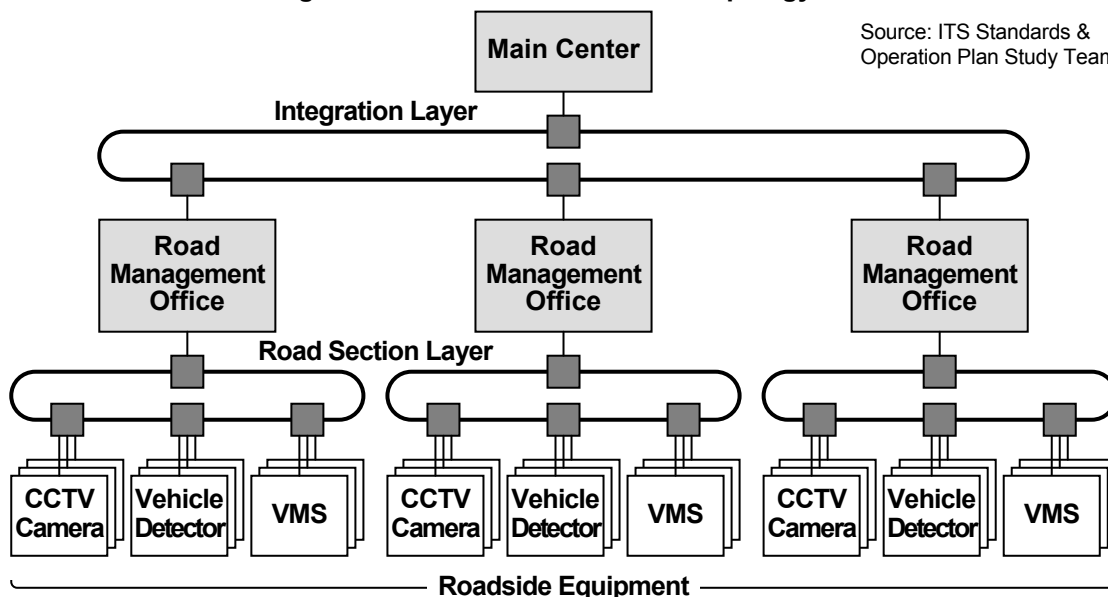 Source: ITS Standards &
Operation Plan Study Team
Main Center
Integration Layer
Road
Management
Office
Road
Management
Office
Road
Management
Office
Road Section Layer
CCTV
Camera
Vehicle
Detector
VMS
CCTV
Camera
Vehicle
Detector
VMS
CCTV
Camera
Vehicle
Detector
VMS
Roadside Equipment